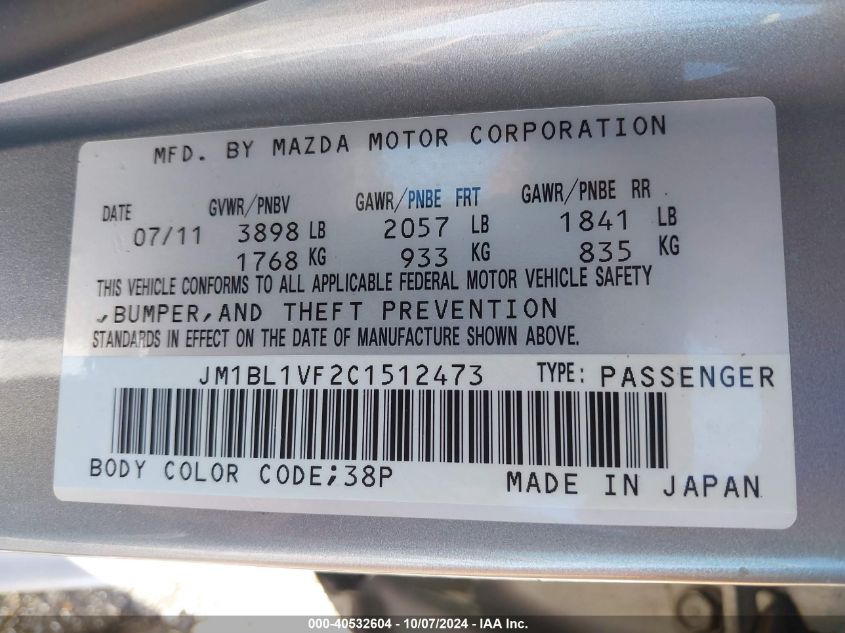 MFD. BY MAZDA MOTOR CORPORATION
DATE GVWR/PNBV GAWR/PNBE FRT GAWR/PNBE RR
07/11 3898 LB 2057 LB 1841 LB
1768 KG 933 KG 835 KG
THIS VEHICLE CONFORMS TO ALL APPLICABLE FEDERAL MOTOR VEHICLE SAFETY
,BUMPER,AND THEFT PREVENTION
STANDARDS IN EFFECT ON THE DATE OF MANUFACTURE SHOWN ABOVE.
JM1BL1VF2C1512473 TYPE: PASSENGER
BODY COLOR CODE;38P MADE IN JAPAN
000-40532604 - 10/07/2024 - IAA Inc.